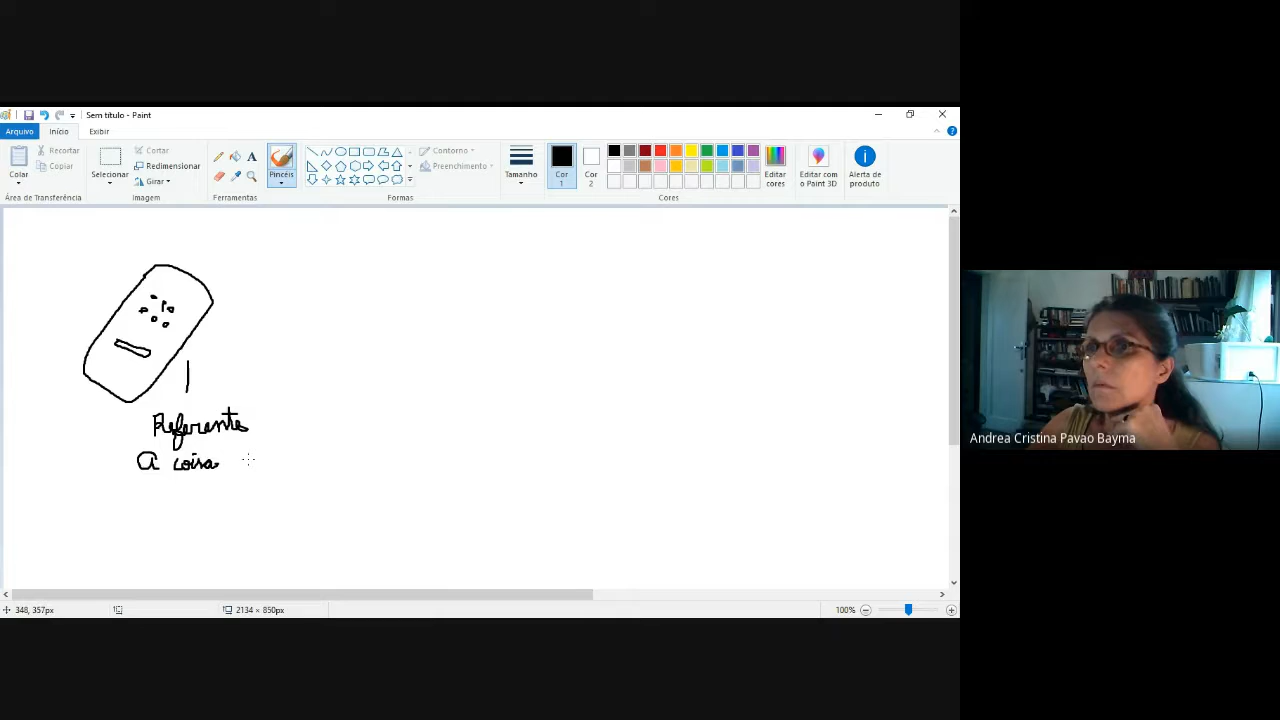 Sem título - Paint
Arquivo Início Exibir
Colar
Recortar
Copiar
Área de Transferência
Selecionar
Cortar
Redimensionar
Girar
Imagem
Ferramentas
Pincéis
Contorno
Preenchimento
Formas
Tamanho
Cor
1
Cor
2
Editar
cores
Cores
Editar com
o Paint 3D
Alerta de
produto
Referente
A coisa
Andrea Cristina Pavao Bayma
348, 357px
2134 × 850px
100%